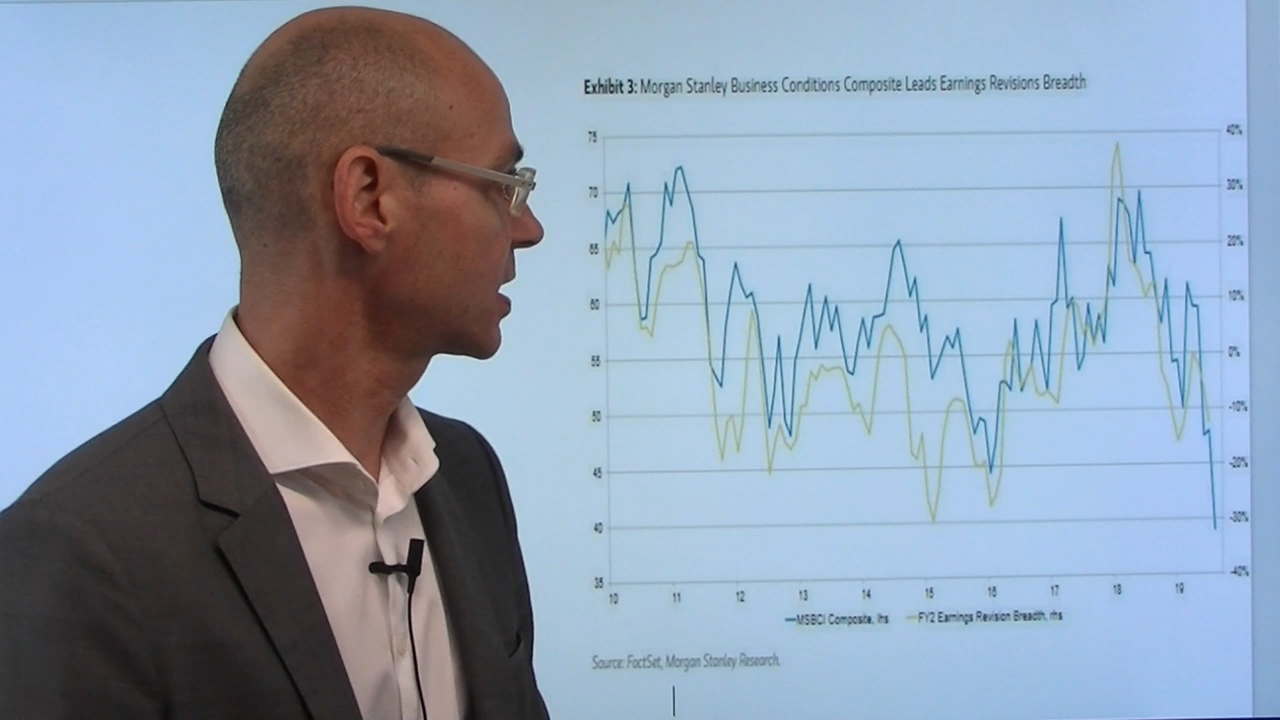 Exhibit 3: Morgan Stanley Business Conditions Composite Leads Earnings Revisions Breadth
75 40%
70 30%
65 20%
60 10%
55 0%
50 -10%
45 -20%
40 -30%
35 -40%
10 11 12 13 14 15 16 17 18 19
MSBCI Composite, lhs FY2 Earnings Revision Breadth, rhs
Source: FactSet, Morgan Stanley Research.